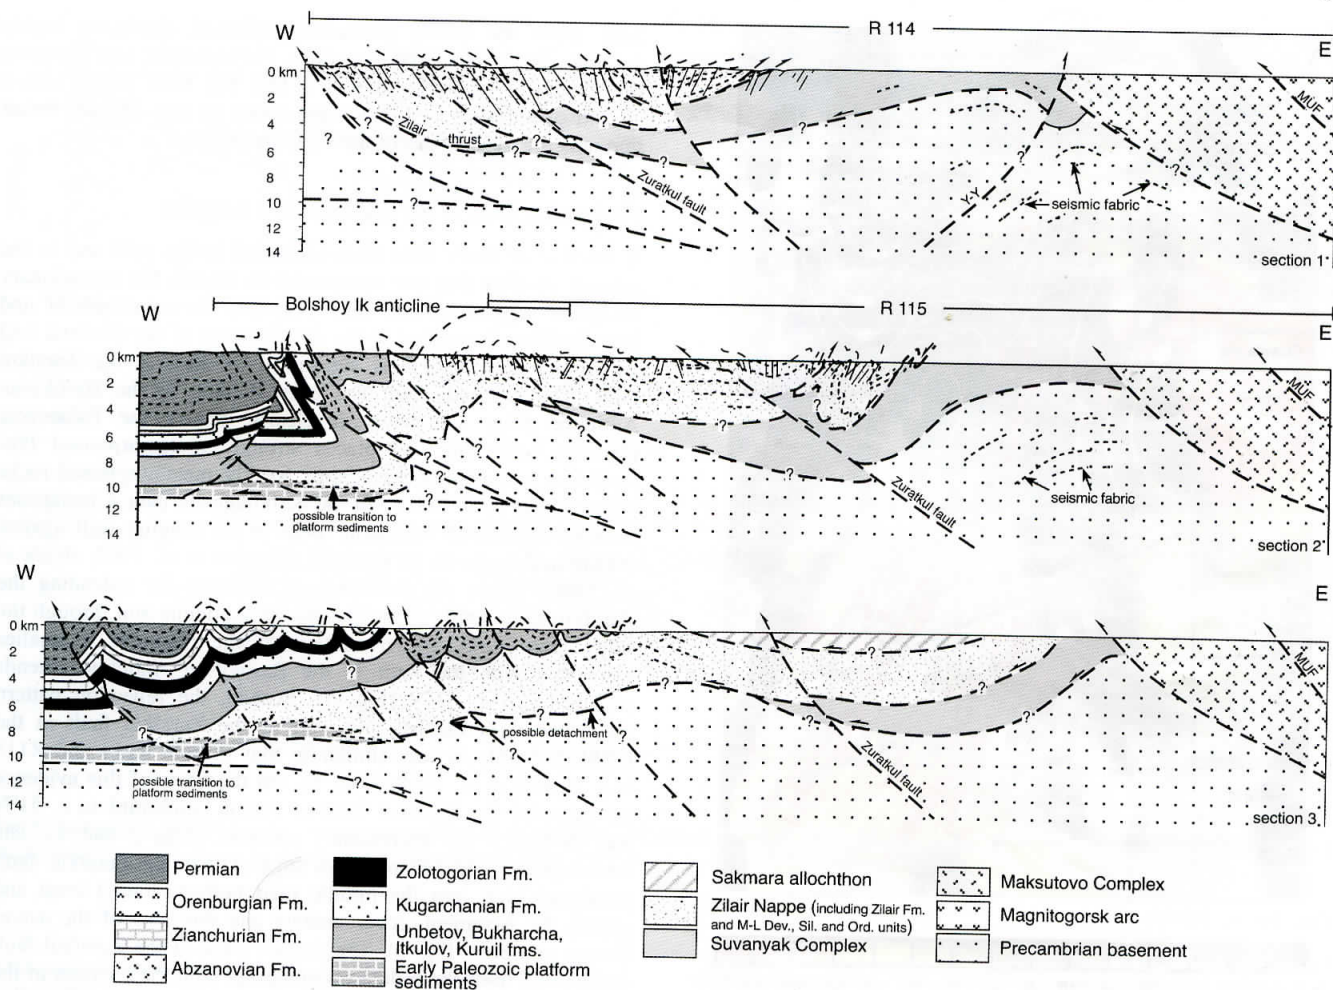 R 114
W
E
0 km
2
4
6
8
10
12
14
?
?
Zilair
thrust
?
?
?
?
?
?
?
Zuratkul fault
Y-Y
MUF
seismic fabric
section 1
Bolshoy Ik anticline
R 115
W
E
0 km
2
4
6
8
10
12
14
?
?
?
?
?
?
?
?
Zuratkul fault
MUF
seismic fabric
possible transition to
platform sediments
section 2
W
E
0 km
2
4
6
8
10
12
14
?
?
?
?
?
?
?
?
?
?
?
?
possible detachment
possible transition to
platform sediments
Zuratkul fault
MUF
section 3
Permian
Orenburgian Fm.
Zianchurian Fm.
Abzanovian Fm.
Zolotogorian Fm.
Kugarchanian Fm.
Unbetov, Bukharcha,
Itkulov, Kuruil fms.
Early Paleozoic platform
sediments
Sakmara allochthon
Zilair Nappe (including Zilair Fm.
and M-L Dev., Sil. and Ord. units)
Suvanyak Complex
Maksutovo Complex
Magnitogorsk arc
Precambrian basement